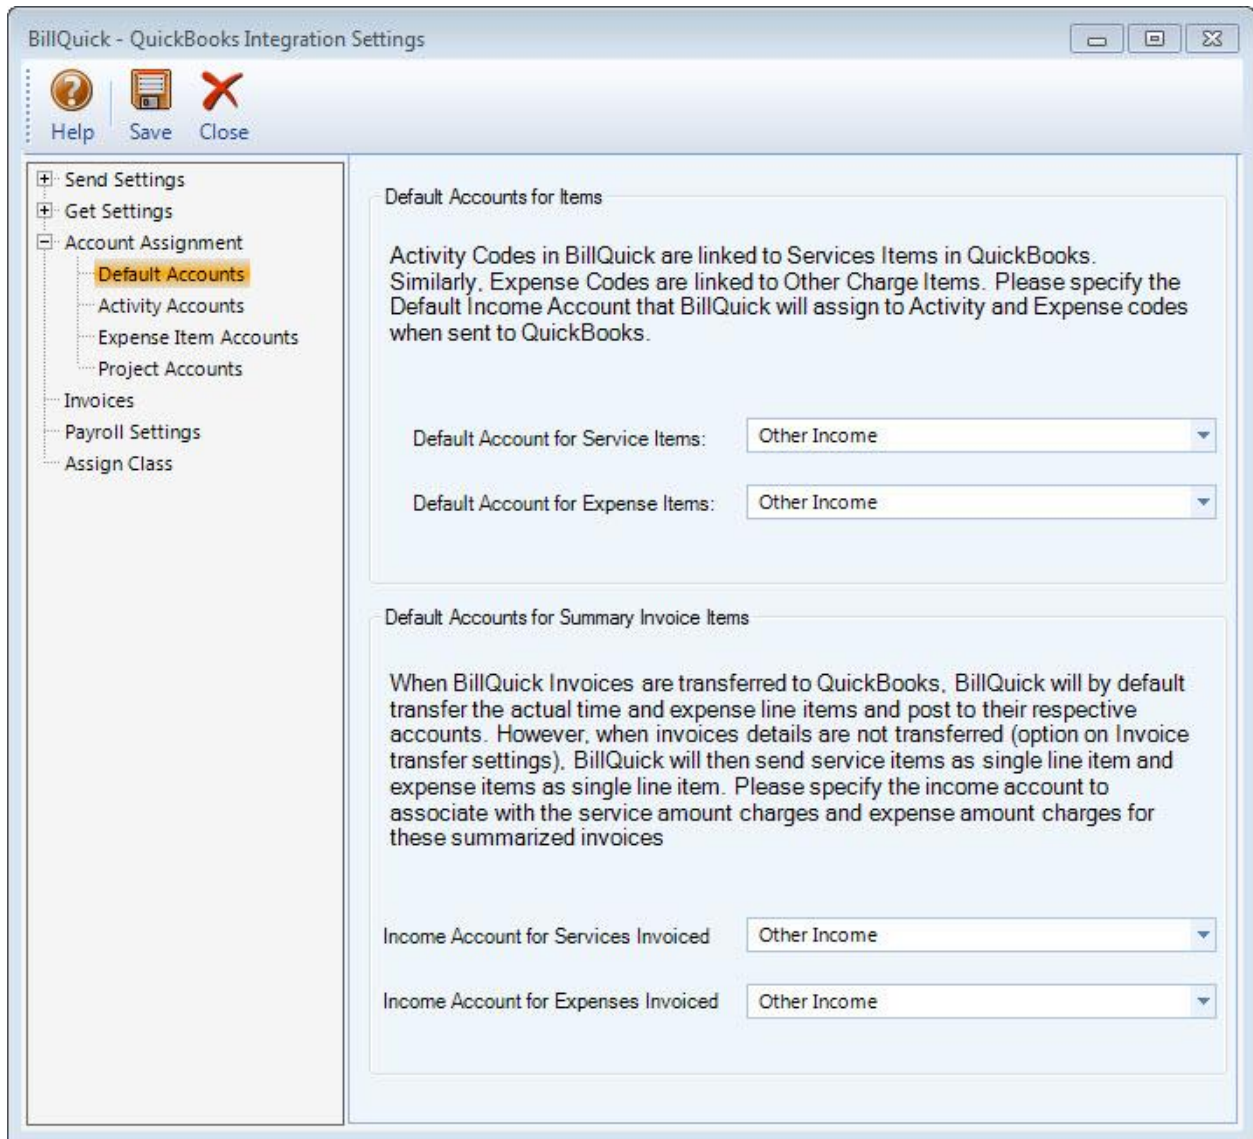 BillQuick - QuickBooks Integration Settings
Help Save Close
Send Settings
Get Settings
Account Assignment
Default Accounts
Activity Accounts
Expense Item Accounts
Project Accounts
Invoices
Payroll Settings
Assign Class
Default Accounts for Items
Activity Codes in BillQuick are linked to Services Items in QuickBooks.
Similarly, Expense Codes are linked to Other Charge Items. Please specify the
Default Income Account that BillQuick will assign to Activity and Expense codes
when sent to QuickBooks.
Default Account for Service Items: Other Income
Default Account for Expense Items: Other Income
Default Accounts for Summary Invoice Items
When BillQuick Invoices are transferred to QuickBooks, BillQuick will by default
transfer the actual time and expense line items and post to their respective
accounts. However, when invoices details are not transferred (option on Invoice
transfer settings), BillQuick will then send service items as single line item and
expense items as single line item. Please specify the income account to
associate with the service amount charges and expense amount charges for
these summarized invoices
Income Account for Services Invoiced Other Income
Income Account for Expenses Invoiced Other Income